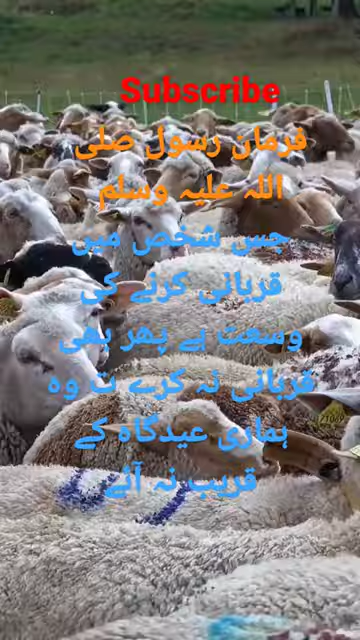 Subscribe
فرمان رسول صلی
اللہ علیہ وسلم
جس شخص میں
قربانی کرنے کی
وسعت ہے پھر بھی
قربانی نہ کرے ت وہ
ہماری عیدگاہ کے
قریب نہ آئے